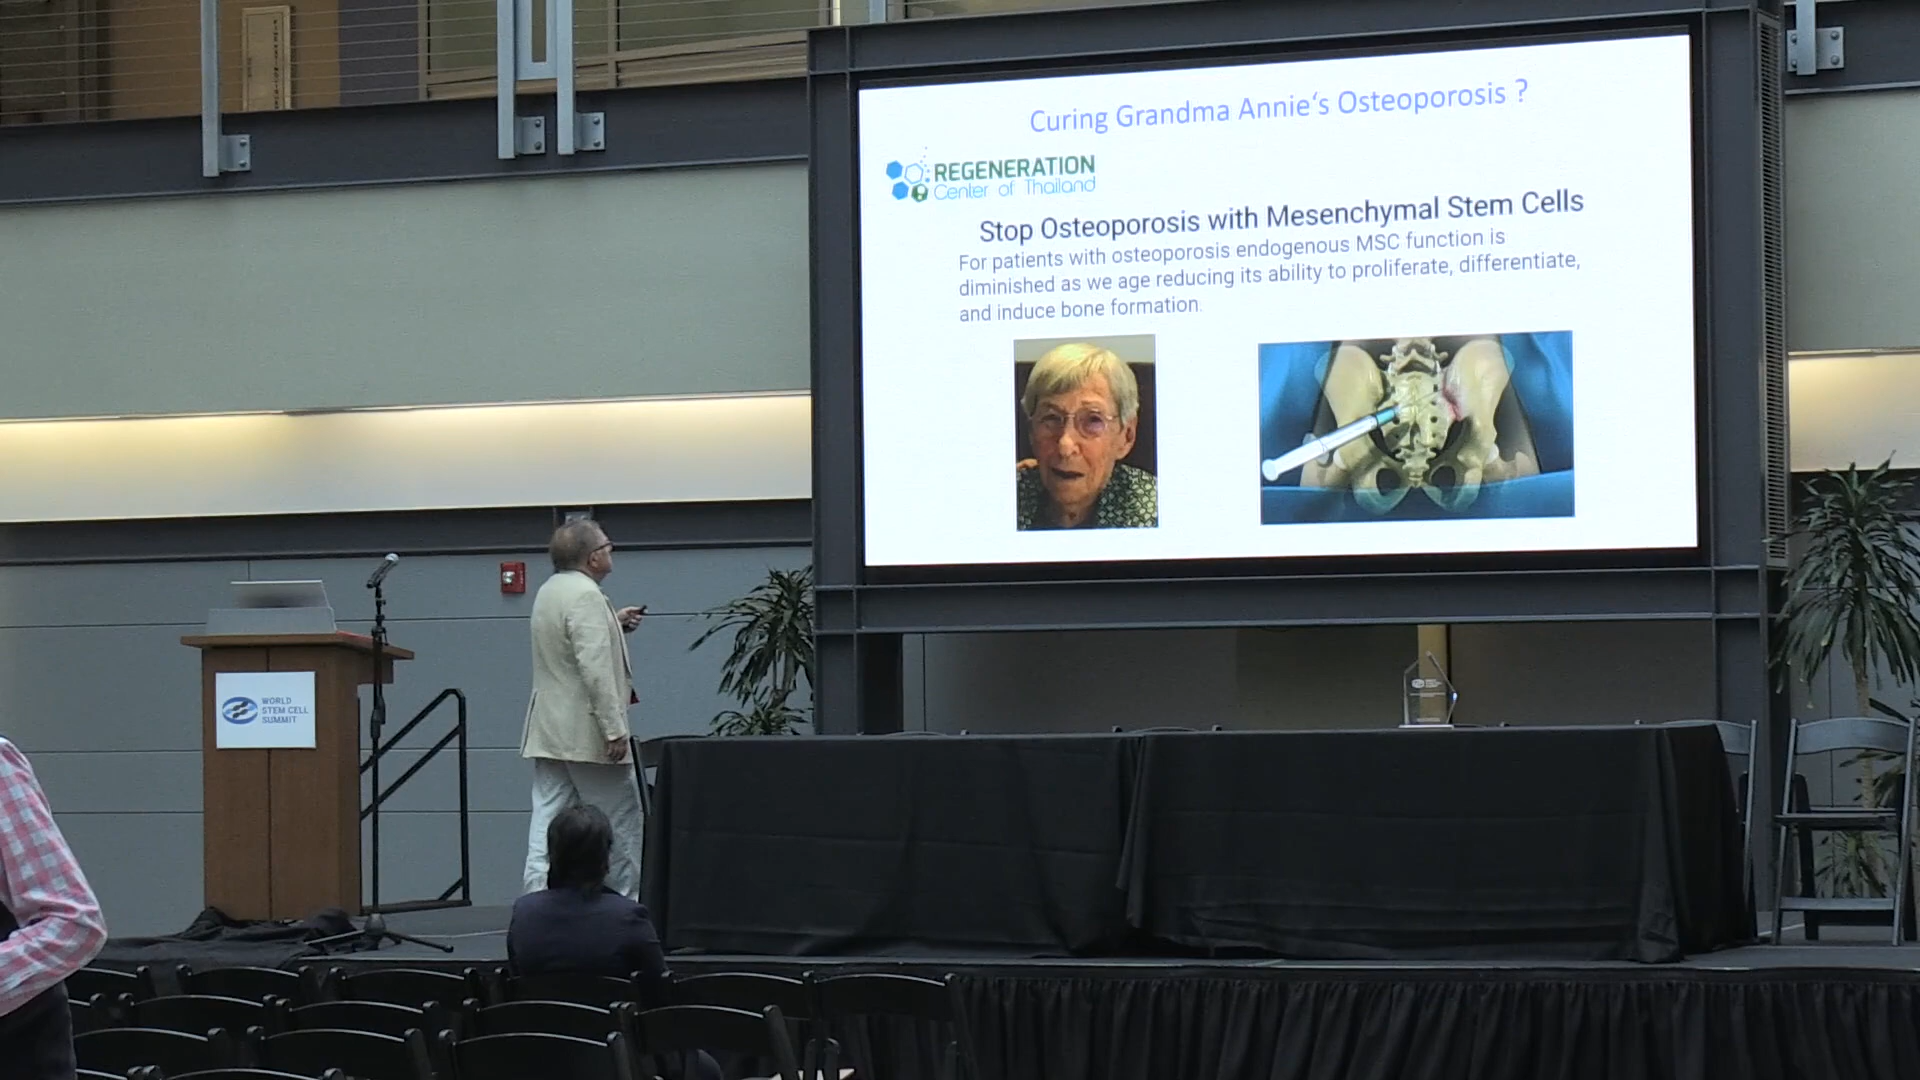 Curing Grandma Annie's Osteoporosis ?
REGENERATION
Center of Thailand
Stop Osteoporosis with Mesenchymal Stem Cells
For patients with osteoporosis endogenous MSC function is
diminished as we age reducing its ability to proliferate, differentiate,
and induce bone formation.
WORLD
STEM CELL
SUMMIT